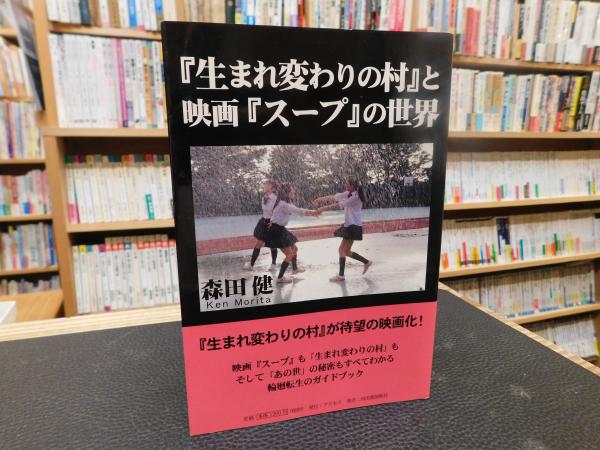 『生まれ変わりの村』と
映画『スープ』の世界
森田 健
Ken Morita
『生まれ変わりの村』が待望の映画化!
映画『スープ』も「生まれ変わりの村」も
そして「あの世」の秘密もすべてわかる
輪廻転生のガイドブック